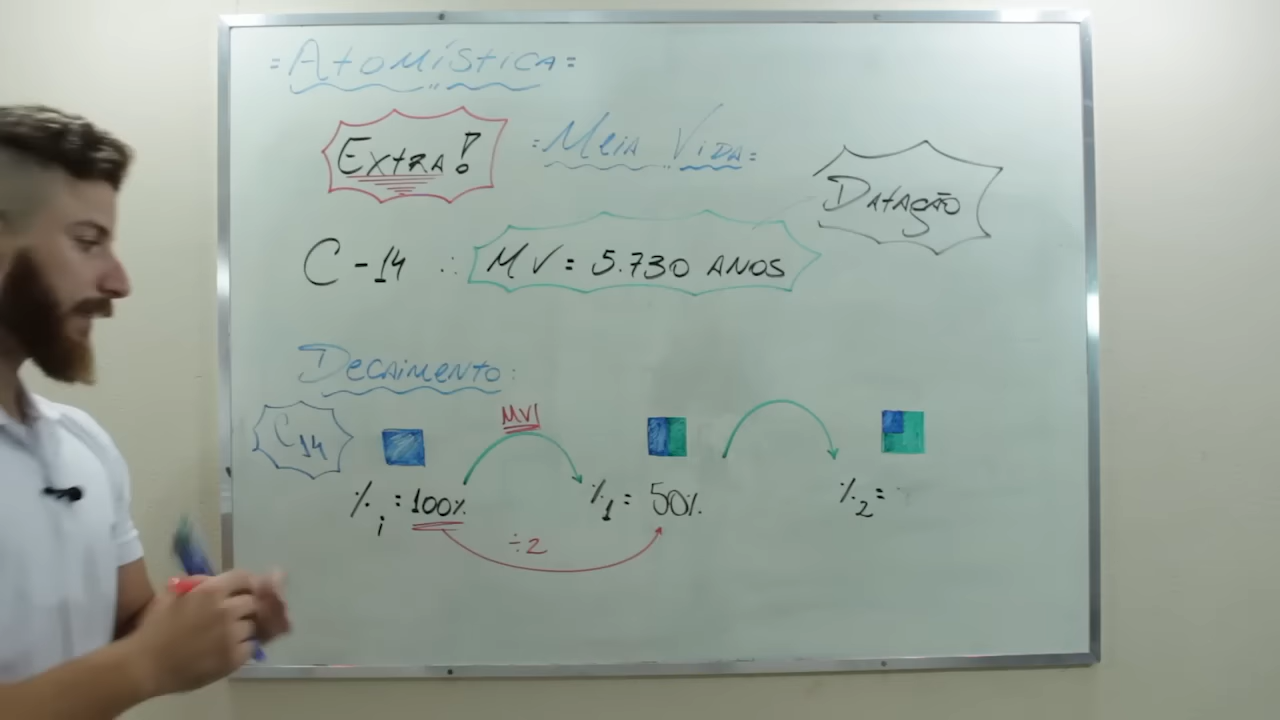 = Atomística =
Extra!
= Meia Vida =
Datação
C-14 ∴ MV = 5.730 anos
Decaimento:
C14
MV
%i = 100%
%1 = 50%
%2 =
÷2